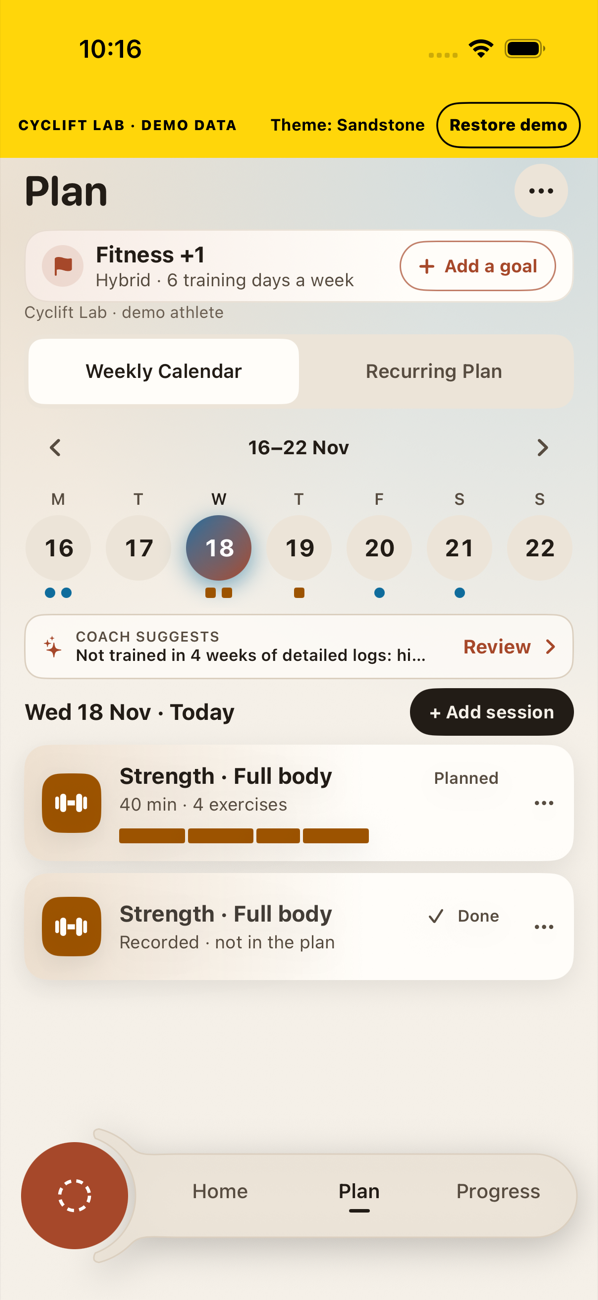 10:16
CYCLIFT LAB · DEMO DATA
Theme: Sandstone
Restore demo
Plan
Fitness +1
Hybrid · 6 training days a week
+ Add a goal
Cyclift Lab · demo athlete
Weekly Calendar
Recurring Plan
16–22 Nov
M T W T F S S
16 17 18 19 20 21 22
COACH SUGGESTS
Not trained in 4 weeks of detailed logs: hi...
Review
Wed 18 Nov · Today
+ Add session
Strength · Full body
Planned
40 min · 4 exercises
Strength · Full body
Done
Recorded · not in the plan
Home
Plan
Progress